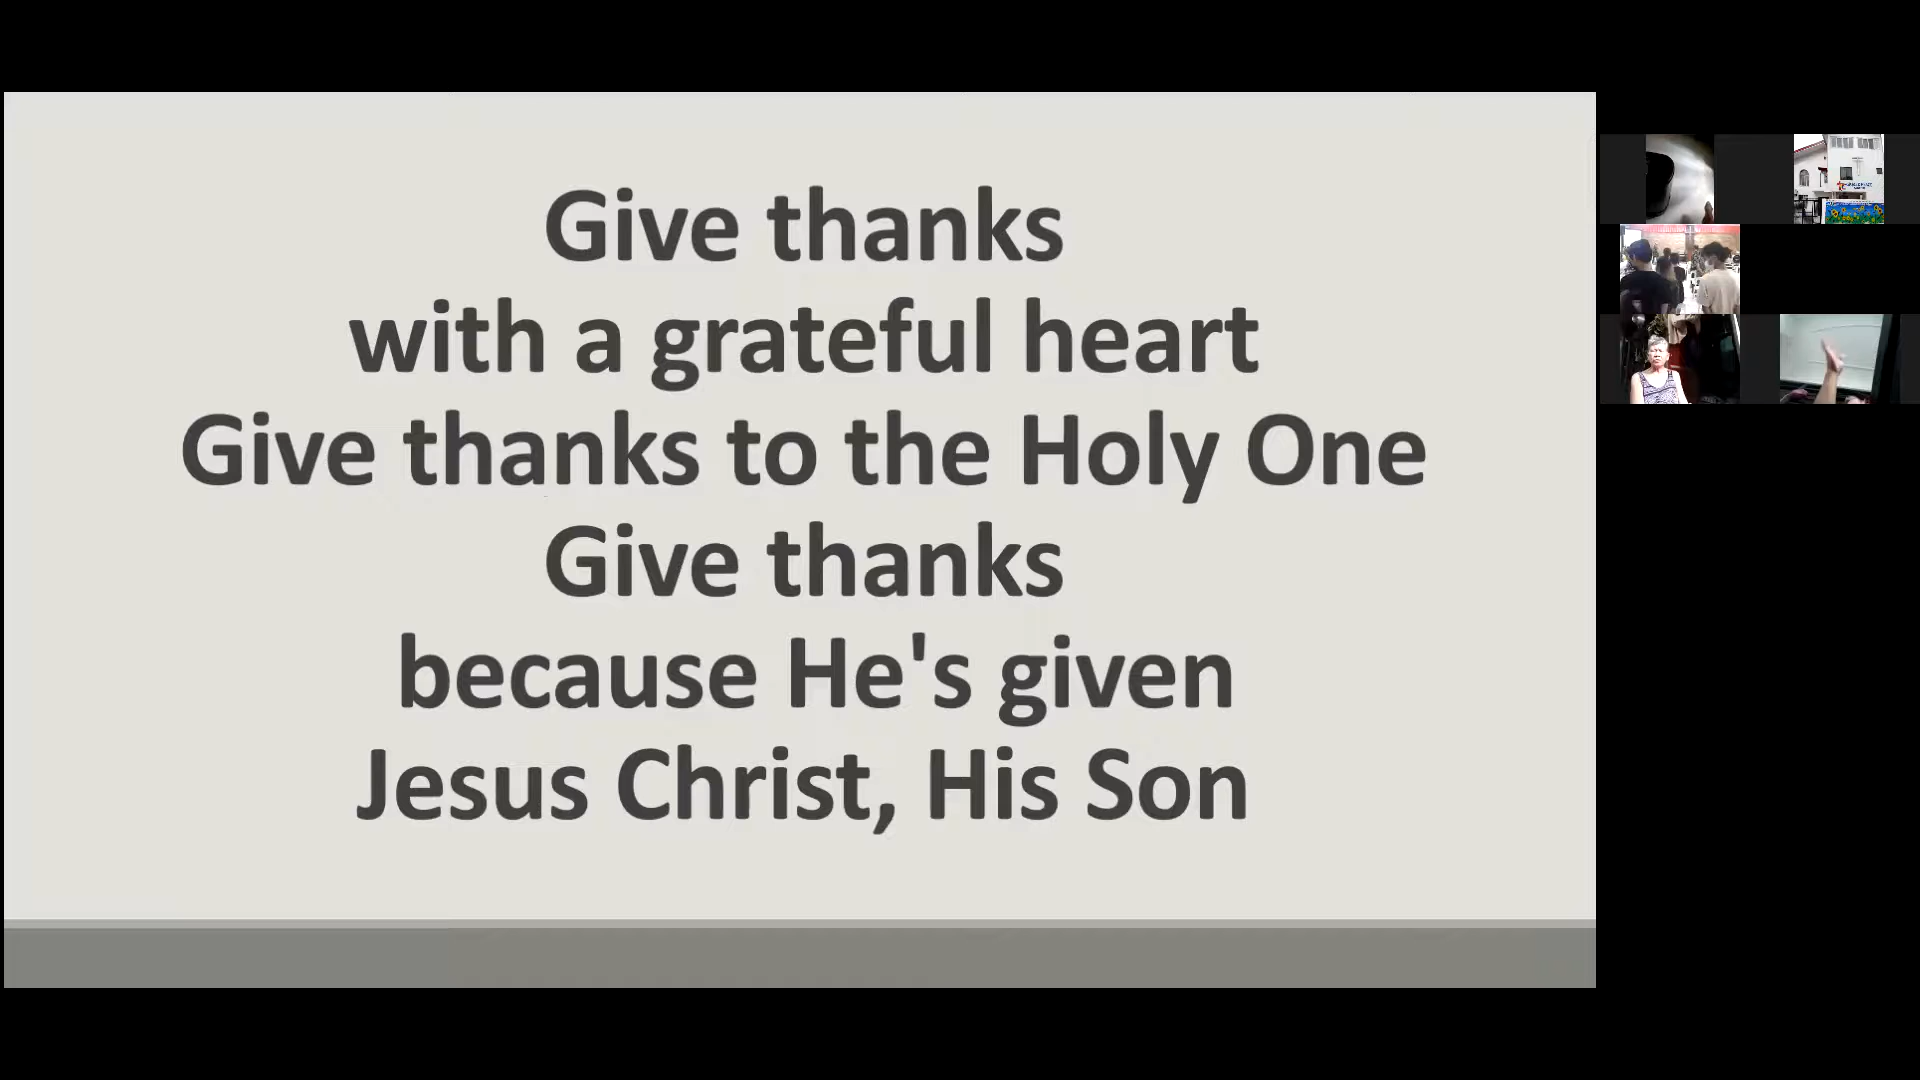 Give thanks
with a grateful heart
Give thanks to the Holy One
Give thanks
because He's given
Jesus Christ, His Son